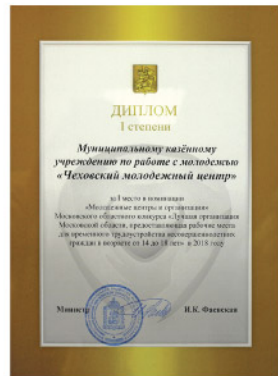 ДИПЛОМ
I степени
Муниципальному казённому
учреждению по работе с молодежью
«Чеховский молодежный центр»
за I место в номинации
«Молодежные центры и организации»
Московского областного конкурса «Лучшая организация
Московской области, предоставляющая рабочие места
для временного трудоустройства несовершеннолетних
граждан в возрасте от 14 до 18 лет» в 2018 году
Министр И.К. Фаевская